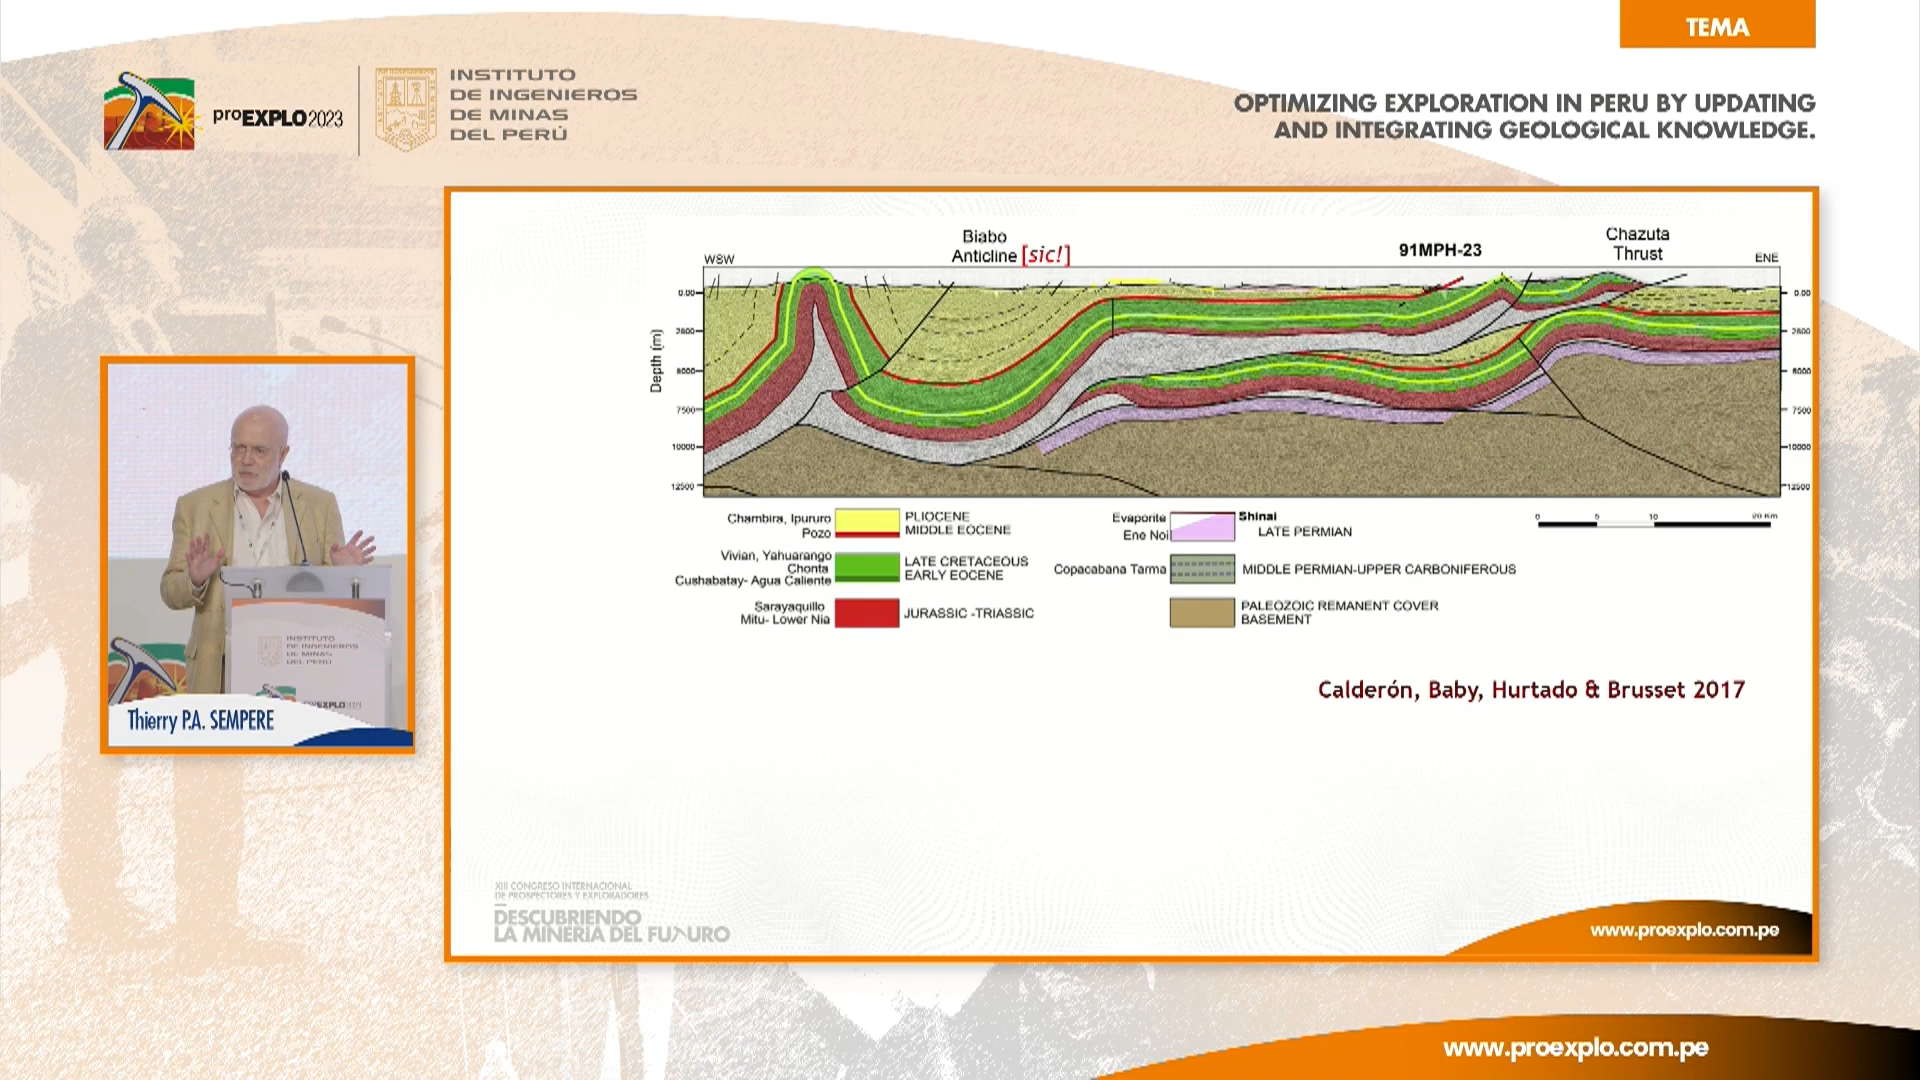 TEMA
proEXPLO2023
INSTITUTO
DE INGENIEROS
DE MINAS
DEL PERÚ
OPTIMIZING EXPLORATION IN PERU BY UPDATING
AND INTEGRATING GEOLOGICAL KNOWLEDGE.
Biabo
Anticline [sic!]
91MPH-23
Chazuta
Thrust
WSW
ENE
Depth (m)
0.00
2500
5000
7500
10000
12500
0.00
2500
5000
7500
10000
12500
Chambira, Ipururo
Pozo
PLIOCENE
MIDDLE EOCENE
Vivian, Yahuarango
Chonta
Cushabatay- Agua Caliente
LATE CRETACEOUS
EARLY EOCENE
Sarayaquillo
Mitu- Lower Nia
JURASSIC -TRIASSIC
Evaporite
Ene Noi
Shinai
LATE PERMIAN
Copacabana Tarma
MIDDLE PERMIAN-UPPER CARBONIFEROUS
PALEOZOIC REMANENT COVER
BASEMENT
0 5 10 20 Km
Calderón, Baby, Hurtado & Brusset 2017
INSTITUTO
DE INGENIEROS
DE MINAS
DEL PERÚ
Thierry P.A. SEMPERE
XIII CONGRESO INTERNACIONAL
DE PROSPECTORES Y EXPLORADORES
DESCUBRIENDO
LA MINERÍA DEL FUTURO
www.proexplo.com.pe
www.proexplo.com.pe